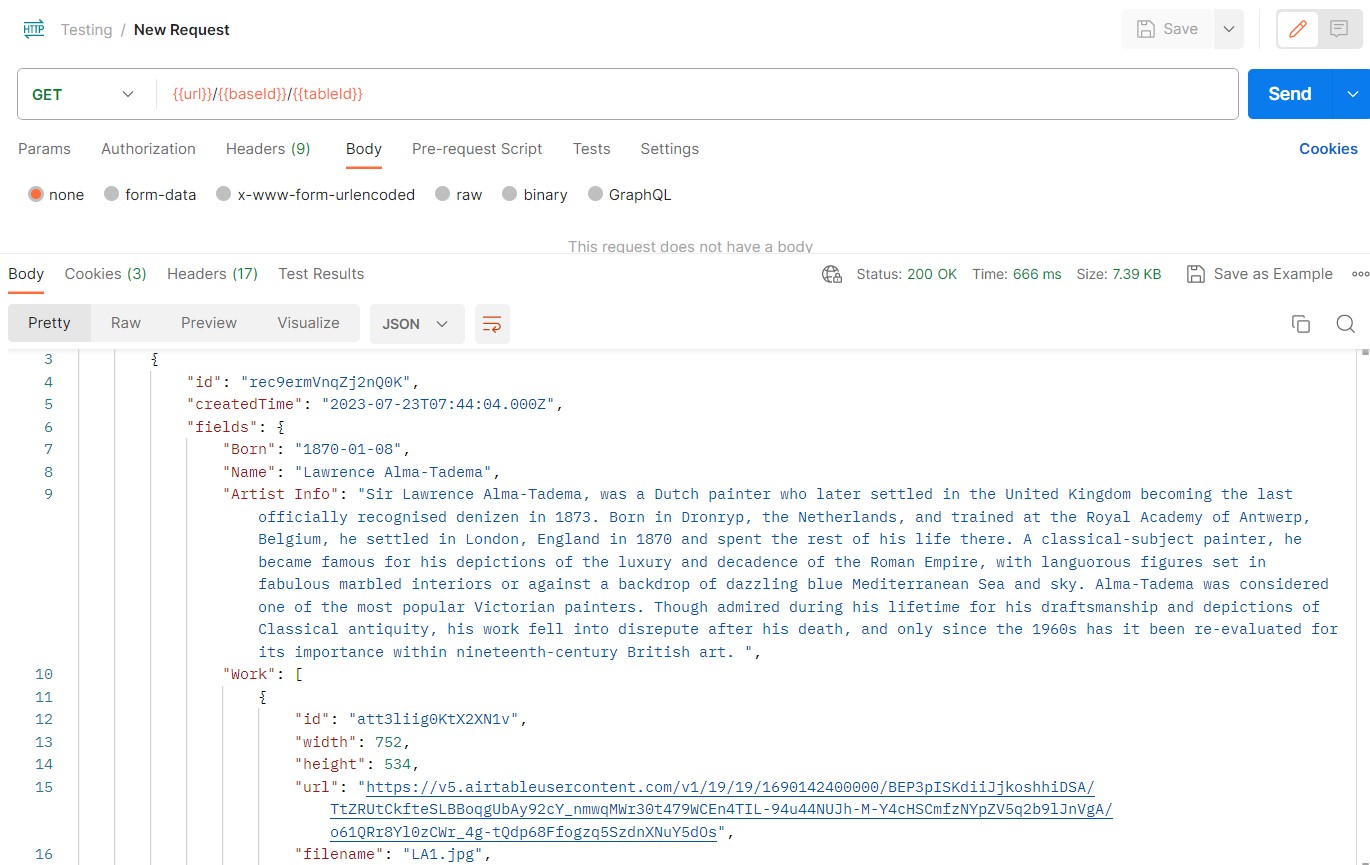 HTTP Testing / New Request Save
GET {{url}}/{{baseId}}/{{tableId}} Send
Params Authorization Headers (9) Body Pre-request Script Tests Settings Cookies
none form-data x-www-form-urlencoded raw binary GraphQL
This request does not have a body
Body Cookies (3) Headers (17) Test Results Status: 200 OK Time: 666 ms Size: 7.39 KB Save as Example
Pretty Raw Preview Visualize JSON
3 {
4 "id": "rec9ermVnqZj2nQ0K",
5 "createdTime": "2023-07-23T07:44:04.000Z",
6 "fields": {
7 "Born": "1870-01-08",
8 "Name": "Lawrence Alma-Tadema",
9 "Artist Info": "Sir Lawrence Alma-Tadema, was a Dutch painter who later settled in the United Kingdom becoming the last
officially recognised denizen in 1873. Born in Dronryp, the Netherlands, and trained at the Royal Academy of Antwerp,
Belgium, he settled in London, England in 1870 and spent the rest of his life there. A classical-subject painter, he
became famous for his depictions of the luxury and decadence of the Roman Empire, with languorous figures set in
fabulous marbled interiors or against a backdrop of dazzling blue Mediterranean Sea and sky. Alma-Tadema was considered
one of the most popular Victorian painters. Though admired during his lifetime for his draftsmanship and depictions of
Classical antiquity, his work fell into disrepute after his death, and only since the 1960s has it been re-evaluated for
its importance within nineteenth-century British art. ",
10 "Work": [
11 {
12 "id": "att3liig0KtX2XN1v",
13 "width": 752,
14 "height": 534,
15 "url": "https://v5.airtableusercontent.com/v1/19/19/1690142400000/BEP3pISKdiiJjkoshhiDSA/
TtZRUtCkfteSLBBoqgUbAy92cY_nmwqMWr30t479WCEn4TIL-94u44NUJh-M-Y4cHSCmfzNYpZV5q2b9lJnVgA/
o61QRr8Yl0zCWr_4g-tQdp68Ffogzq5SzdnXNuY5dOs",
16 "filename": "LA1.jpg",